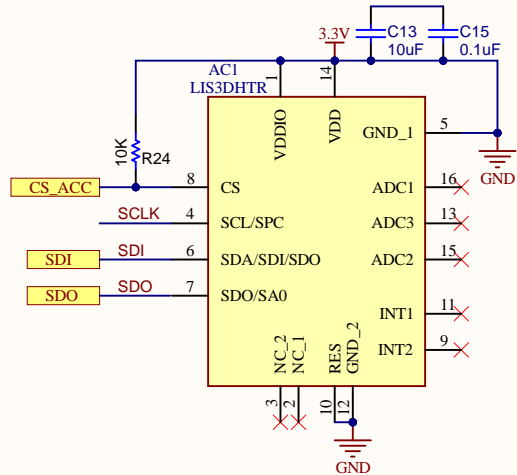 C13
10uF
C15
0.1uF
3.3V
AC1
LIS3DHTR
1
14
VDDIO
VDD
10K
R24
GND_1
5
GND
CS_ACC
8
CS
ADC1
16
SCLK
4
SCL/SPC
ADC3
13
SDI
SDI
6
SDA/SDI/SDO
ADC2
15
SDO
SDO
7
SDO/SA0
INT1
11
INT2
9
NC_2
NC_1
RES
GND_2
3
2
10
12
GND